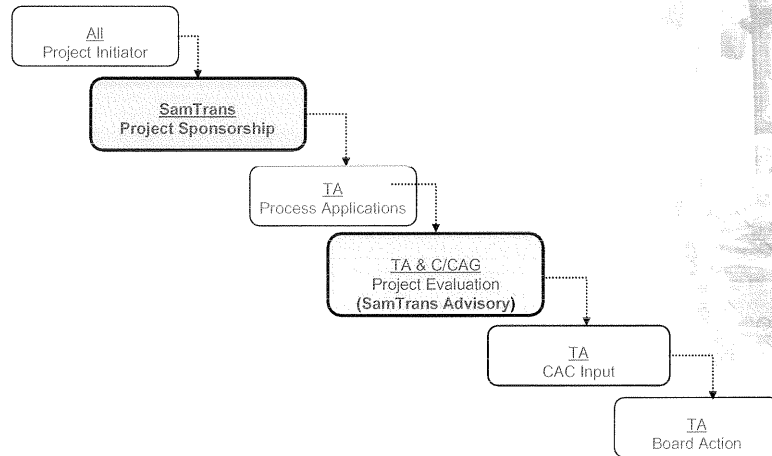 All
Project Initiator
SamTrans
Project Sponsorship
TA
Process Applications
TA & C/CAG
Project Evaluation
(SamTrans Advisory)
TA
CAC Input
TA
Board Action